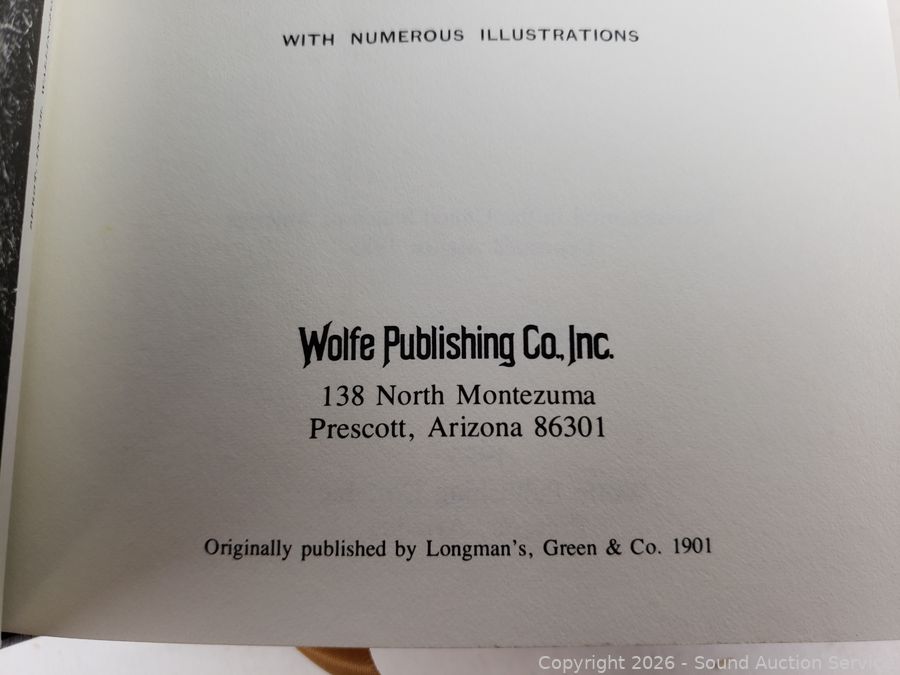 WITH NUMEROUS ILLUSTRATIONS
Wolfe Publishing Co., Inc.
138 North Montezuma
Prescott, Arizona 86301
Originally published by Longman's, Green & Co. 1901
Copyright 2026 - Sound Auction Service